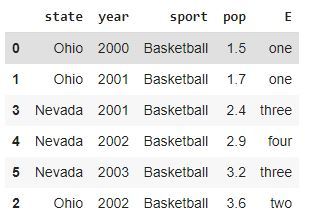 state year sport pop E
0 Ohio 2000 Basketball 1.5 one
1 Ohio 2001 Basketball 1.7 one
3 Nevada 2001 Basketball 2.4 three
4 Nevada 2002 Basketball 2.9 four
5 Nevada 2003 Basketball 3.2 three
2 Ohio 2002 Basketball 3.6 two